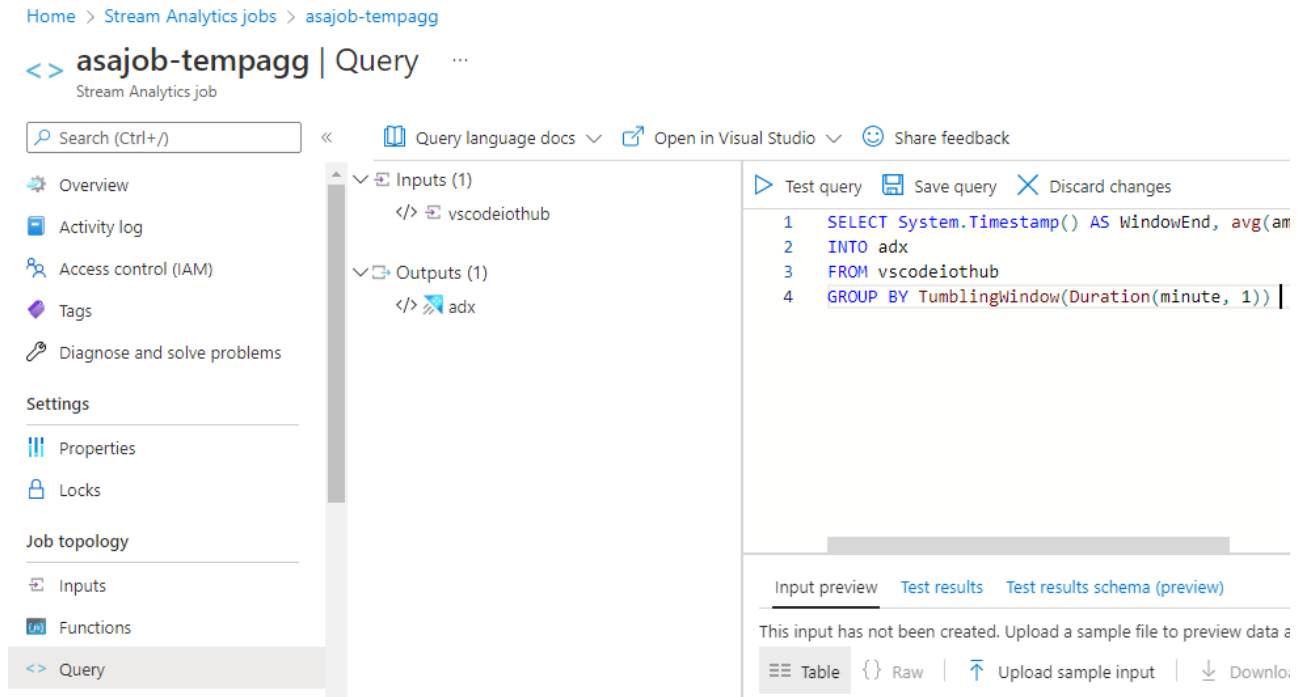 Home > Stream Analytics jobs > asajob-tempagg
asajob-tempagg | Query ...
Stream Analytics job
Search (Ctrl+/)
Overview
Activity log
Access control (IAM)
Tags
Diagnose and solve problems
Settings
Properties
Locks
Job topology
Inputs
Functions
Query
Query language docs
Open in Visual Studio
Share feedback
Inputs (1)
vscodeiothub
Outputs (1)
adx
Test query
Save query
Discard changes
1 SELECT System.Timestamp() AS WindowEnd, avg(am
2 INTO adx
3 FROM vscodeiothub
4 GROUP BY TumblingWindow(Duration(minute, 1))
Input preview Test results Test results schema (preview)
This input has not been created. Upload a sample file to preview data a
Table {} Raw Upload sample input Downloa